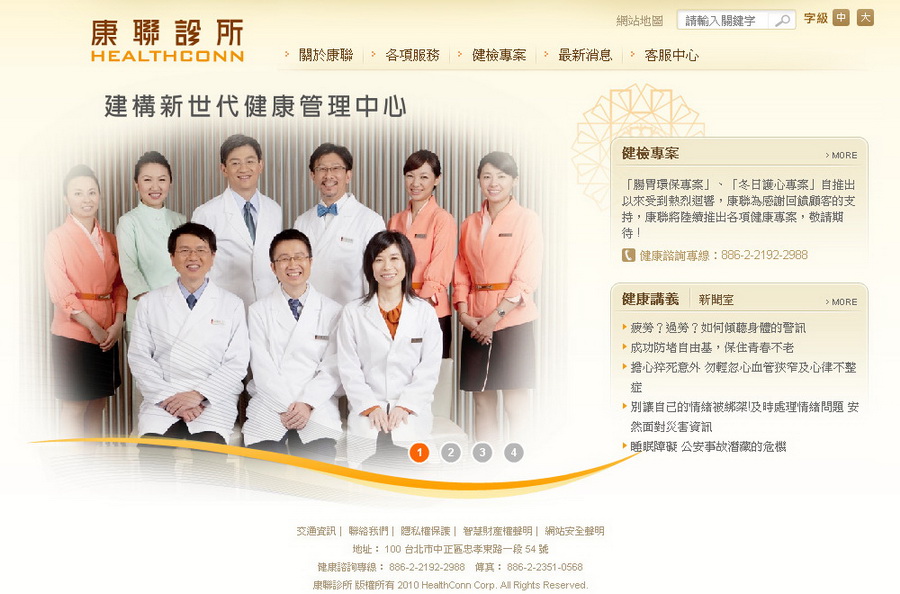 康聯診所
HEALTHCONN
網站地圖
請輸入關鍵字
字級 中 大
關於康聯
各項服務
健檢專案
最新消息
客服中心
建構新世代健康管理中心
健檢專案
MORE
「腸胃環保專案」、「冬日護心專案」自推出
以來受到熱烈迴響，康聯為感謝回饋顧客的支
持，康聯將陸續推出各項健康專案，敬請期
待！
健康諮詢專線：886-2-2192-2988
健康講義
新聞室
MORE
疲勞？過勞？如何傾聽身體的警訊
成功防堵自由基，保住青春不老
擔心猝死意外 勿輕忽心血管狹窄及心律不整
症
別讓自己的情緒被綁架!及時處理情緒問題 安
然面對災害資訊
睡眠障礙 公安事故潛藏的危機
1 2 3 4
交通資訊 | 聯絡我們 | 隱私權保護 | 智慧財產權聲明 | 網站安全聲明
地址： 100 台北市中正區忠孝東路一段 54 號
健康諮詢專線： 886-2-2192-2988 傳真： 886-2-2351-0568
康聯診所 版權所有 2010 HealthConn Corp. All Rights Reserved.